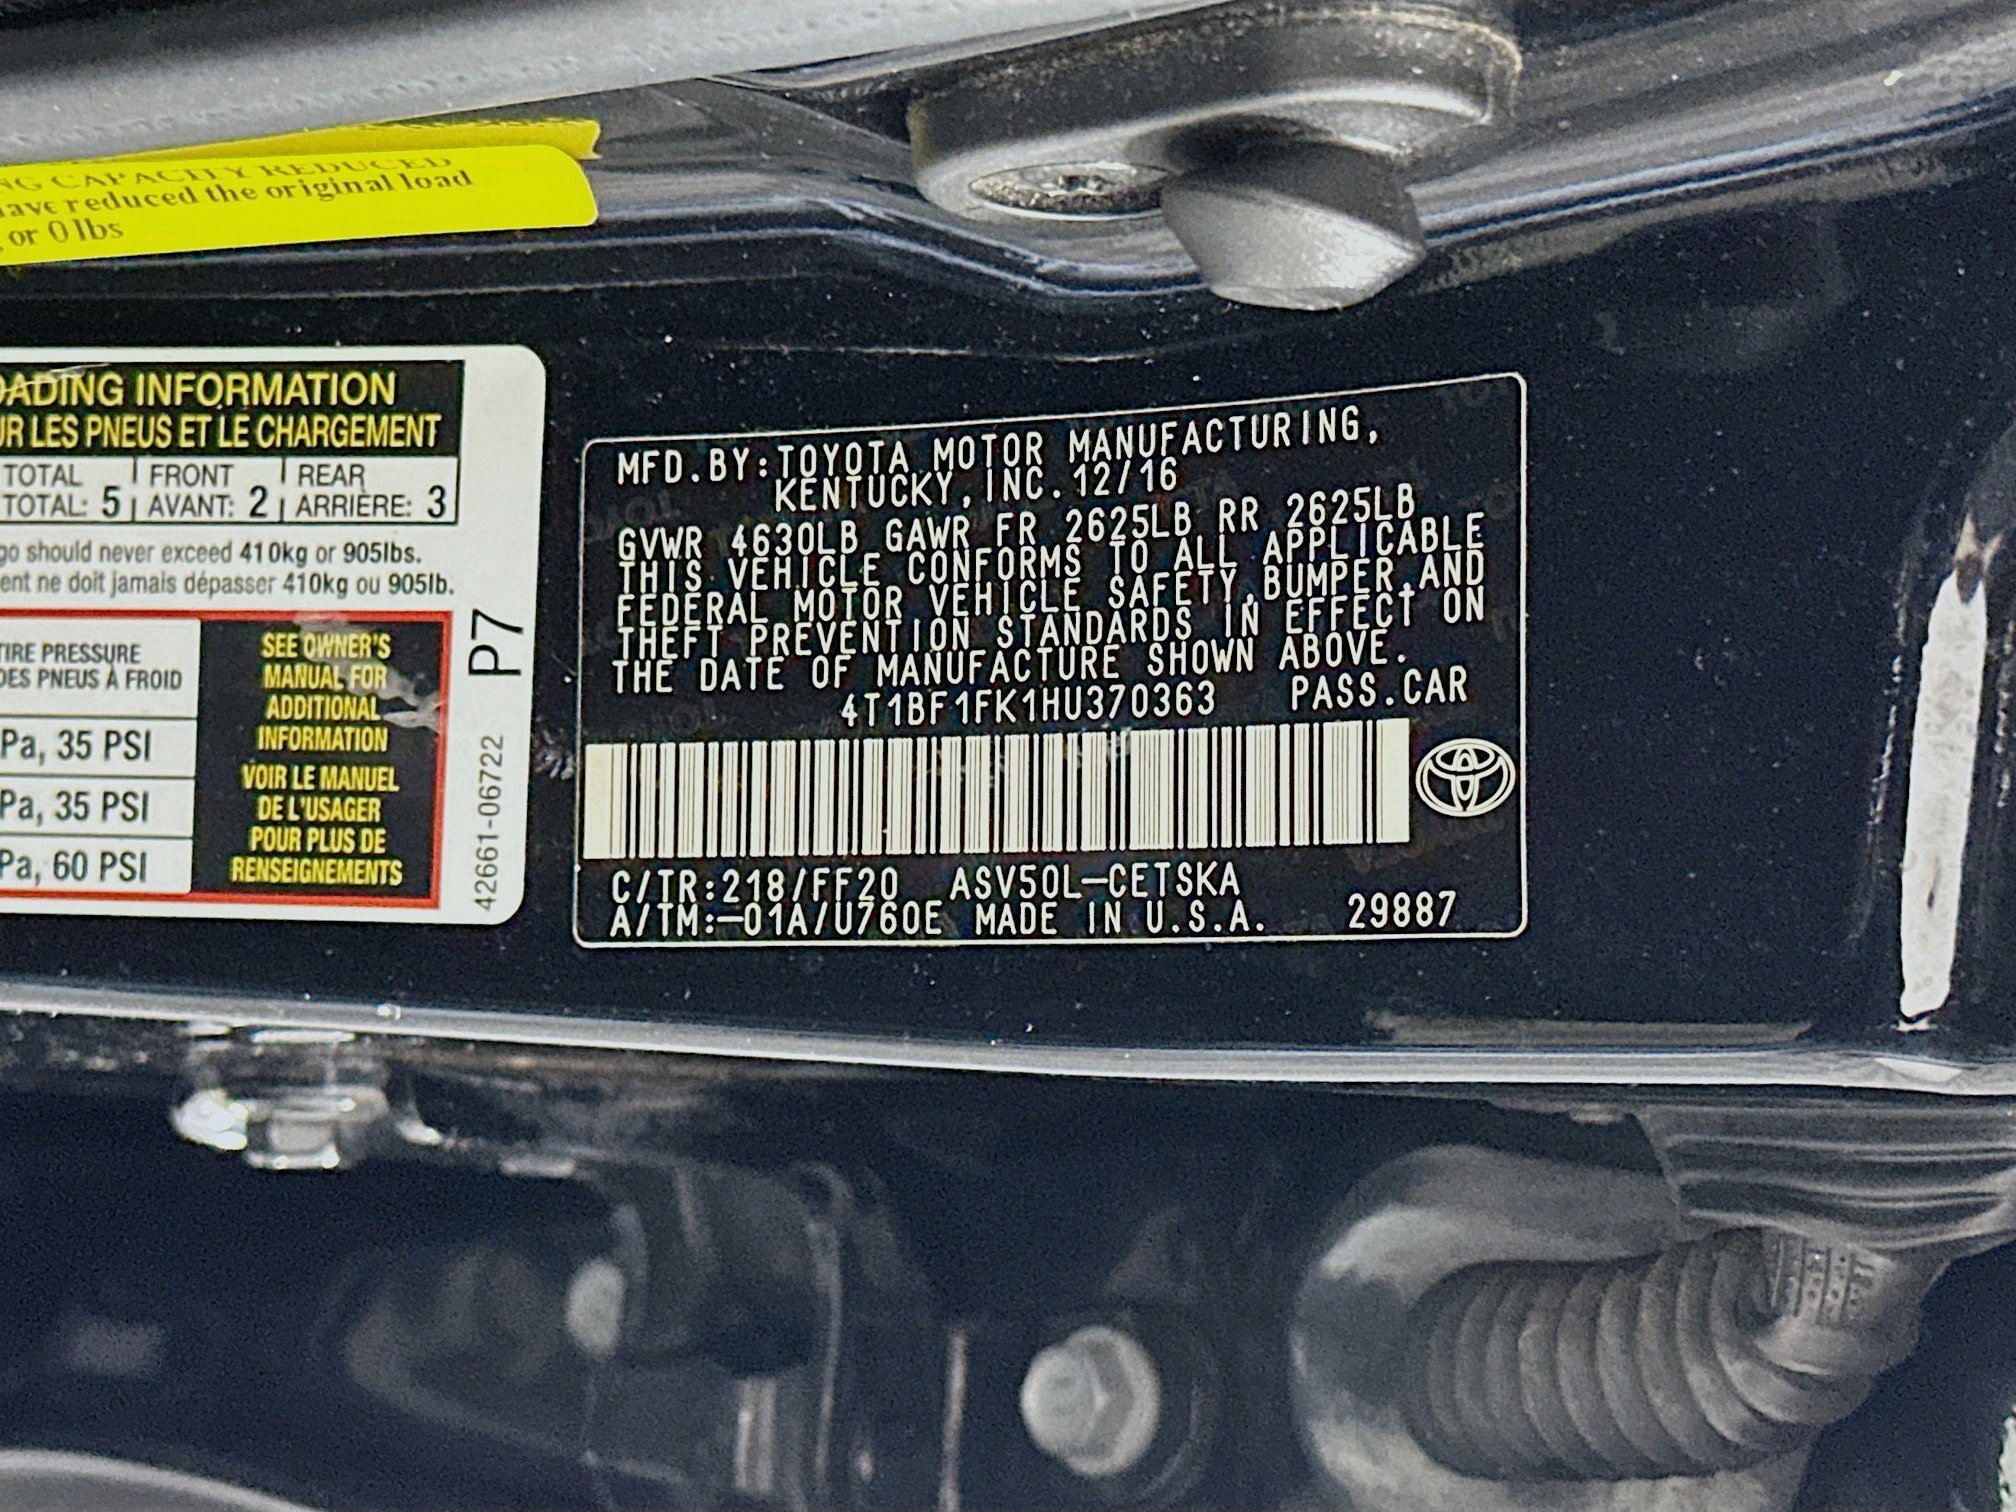 NG CAPACITY REDUCED
have reduced the original load
, or 0 lbs
OADING INFORMATION
UR LES PNEUS ET LE CHARGEMENT
TOTAL FRONT REAR
TOTAL: 5 AVANT: 2 ARRIÈRE: 3
go should never exceed 410kg or 905lbs.
ent ne doit jamais dépasser 410kg ou 905lb.
TIRE PRESSURE
DES PNEUS À FROID
Pa, 35 PSI
Pa, 35 PSI
Pa, 60 PSI
SEE OWNER'S
MANUAL FOR
ADDITIONAL
INFORMATION
VOIR LE MANUEL
DE L'USAGER
POUR PLUS DE
RENSEIGNEMENTS
42661-06722 P7
MFD.BY:TOYOTA MOTOR MANUFACTURING,
KENTUCKY,INC.12/16
GVWR 4630LB GAWR FR 2625LB RR 2625LB
THIS VEHICLE CONFORMS TO ALL APPLICABLE
FEDERAL MOTOR VEHICLE SAFETY,BUMPER,AND
THEFT PREVENTION STANDARDS IN EFFECT ON
THE DATE OF MANUFACTURE SHOWN ABOVE.
4T1BF1FK1HU370363 PASS.CAR
C/TR:218/FF20 ASV50L-CETSKA
A/TM:-01A/U760E MADE IN U.S.A. 29887